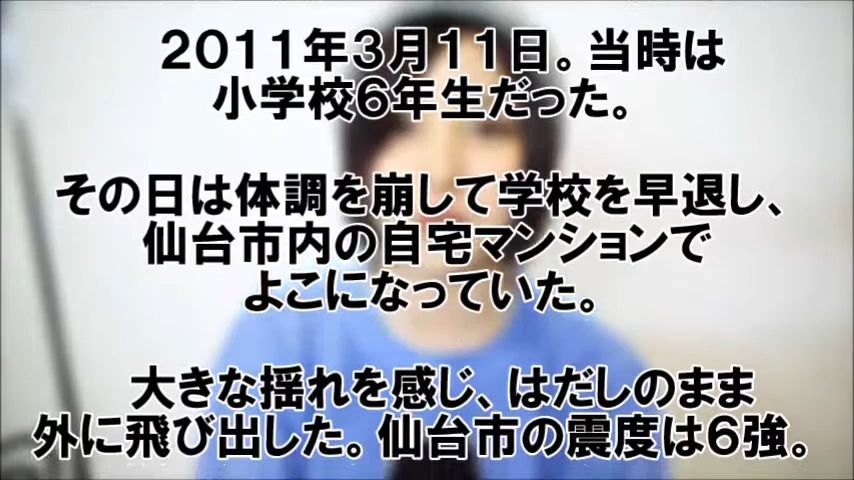 ２０１１年３月１１日。当時は
小学校６年生だった。
その日は体調を崩して学校を早退し、
仙台市内の自宅マンションで
よこになっていた。
大きな揺れを感じ、はだしのまま
外に飛び出した。仙台市の震度は６強。